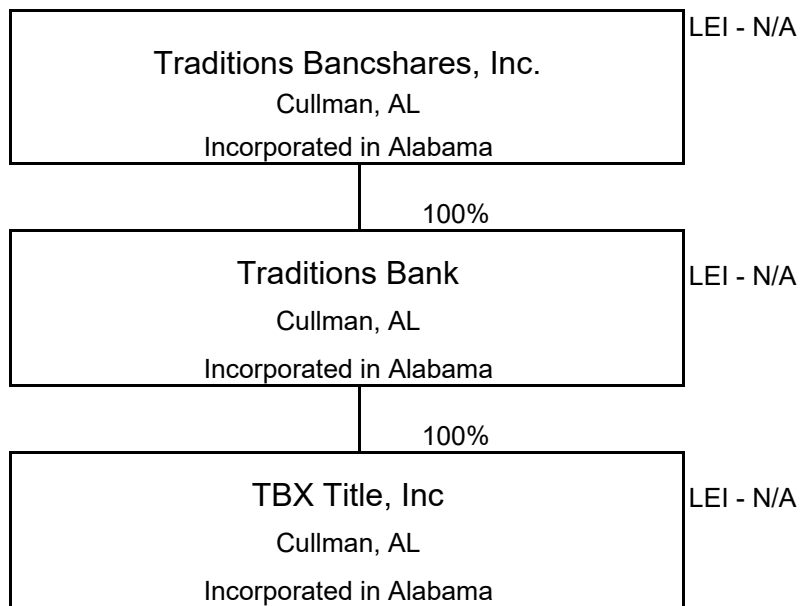 LEI - N/A
Traditions Bancshares, Inc.
Cullman, AL
Incorporated in Alabama
100%
Traditions Bank
LEI - N/A
Cullman, AL
Incorporated in Alabama
100%
TBX Title, Inc
LEI - N/A
Cullman, AL
Incorporated in Alabama